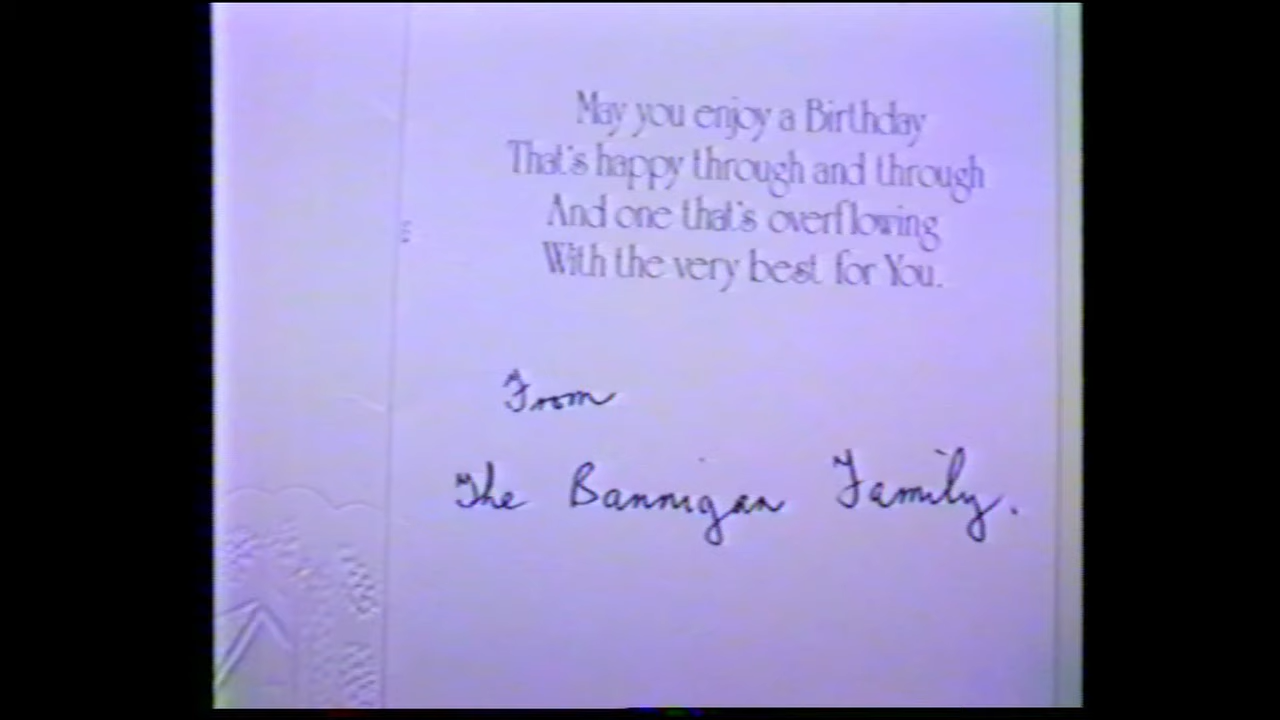 May you enjoy a Birthday
That's happy through and through
And one that's overflowing
With the very best for You.
From
The Bannigan Family.